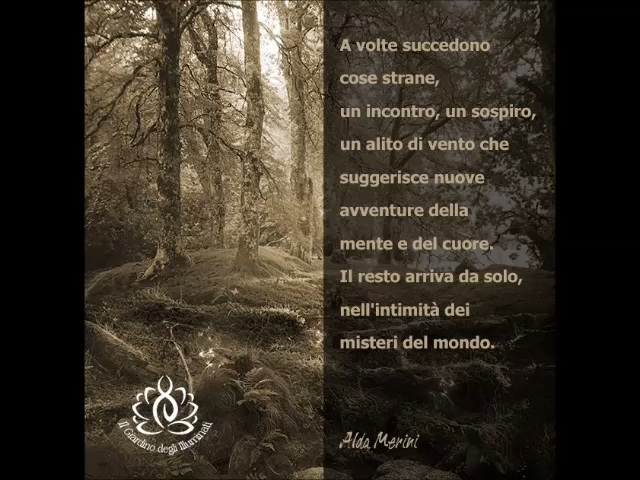 A volte succedono
cose strane,
un incontro, un sospiro,
un alito di vento che
suggerisce nuove
avventure della
mente e del cuore.
Il resto arriva da solo,
nell'intimità dei
misteri del mondo.
Alda Merini
Il Giardino degli Illuminati